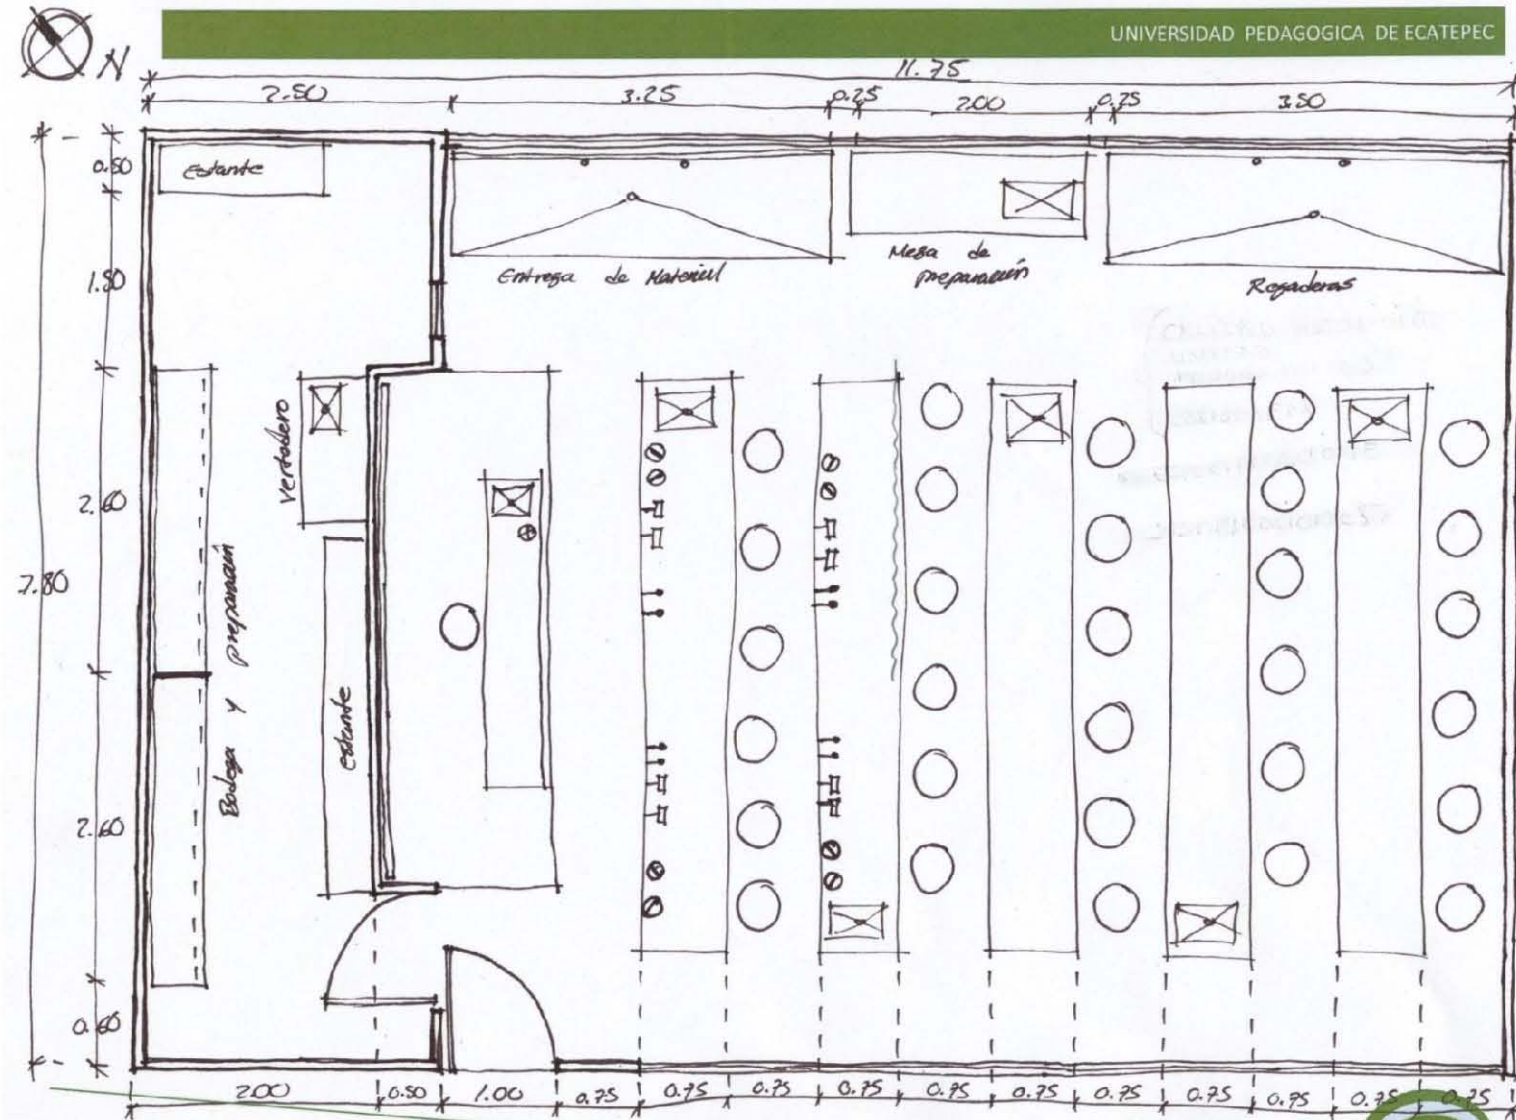 UNIVERSIDAD PEDAGOGICA DE ECATEPEC
N
11.75
2.50 3.25 0.25 2.00 0.25 3.50
0.50
1.50
2.60
7.80
2.60
0.60
Estante
Entrega de Material
Mesa de
preparación
Regaderas
Vertedero
Bodega y preparación
estante
2.00 0.50 1.00 0.75 0.75 0.75 0.75 0.75 0.75 0.75 0.75 0.75 0.75 0.75